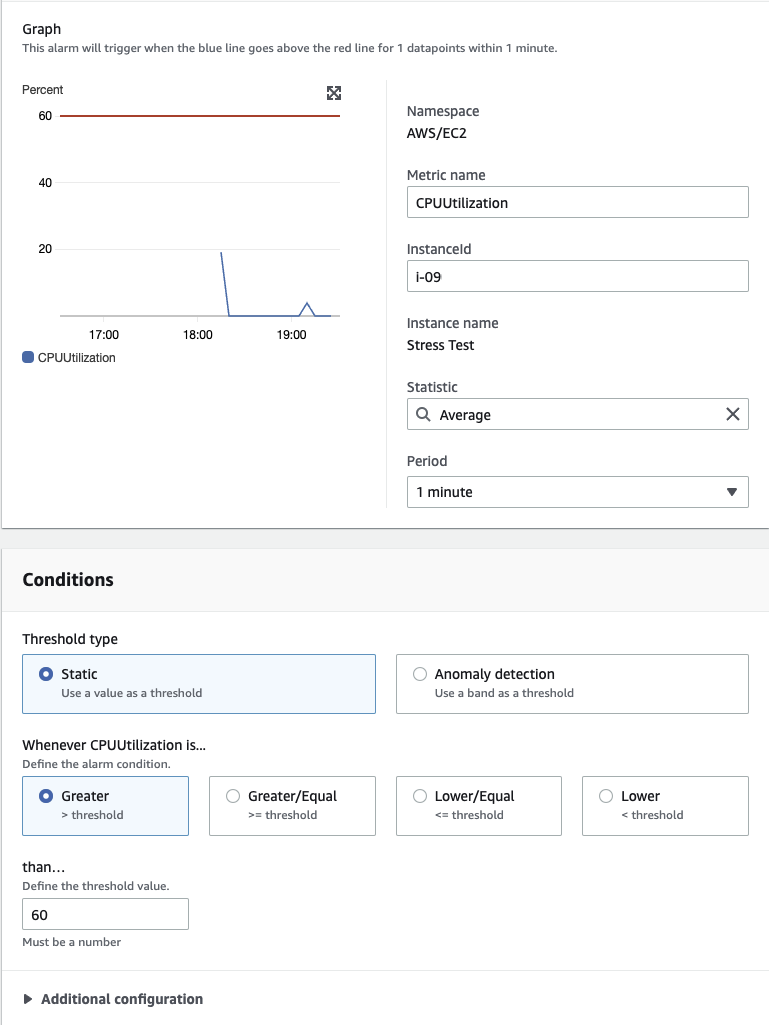 Graph
This alarm will trigger when the blue line goes above the red line for 1 datapoints within 1 minute.
Percent
60
40
20
17:00 18:00 19:00
CPUUtilization
Namespace
AWS/EC2
Metric name
CPUUtilization
InstanceId
i-09
Instance name
Stress Test
Statistic
Average
Period
1 minute
Conditions
Threshold type
Static
Use a value as a threshold
Anomaly detection
Use a band as a threshold
Whenever CPUUtilization is...
Define the alarm condition.
Greater
> threshold
Greater/Equal
>= threshold
Lower/Equal
<= threshold
Lower
< threshold
than...
Define the threshold value.
60
Must be a number
Additional configuration